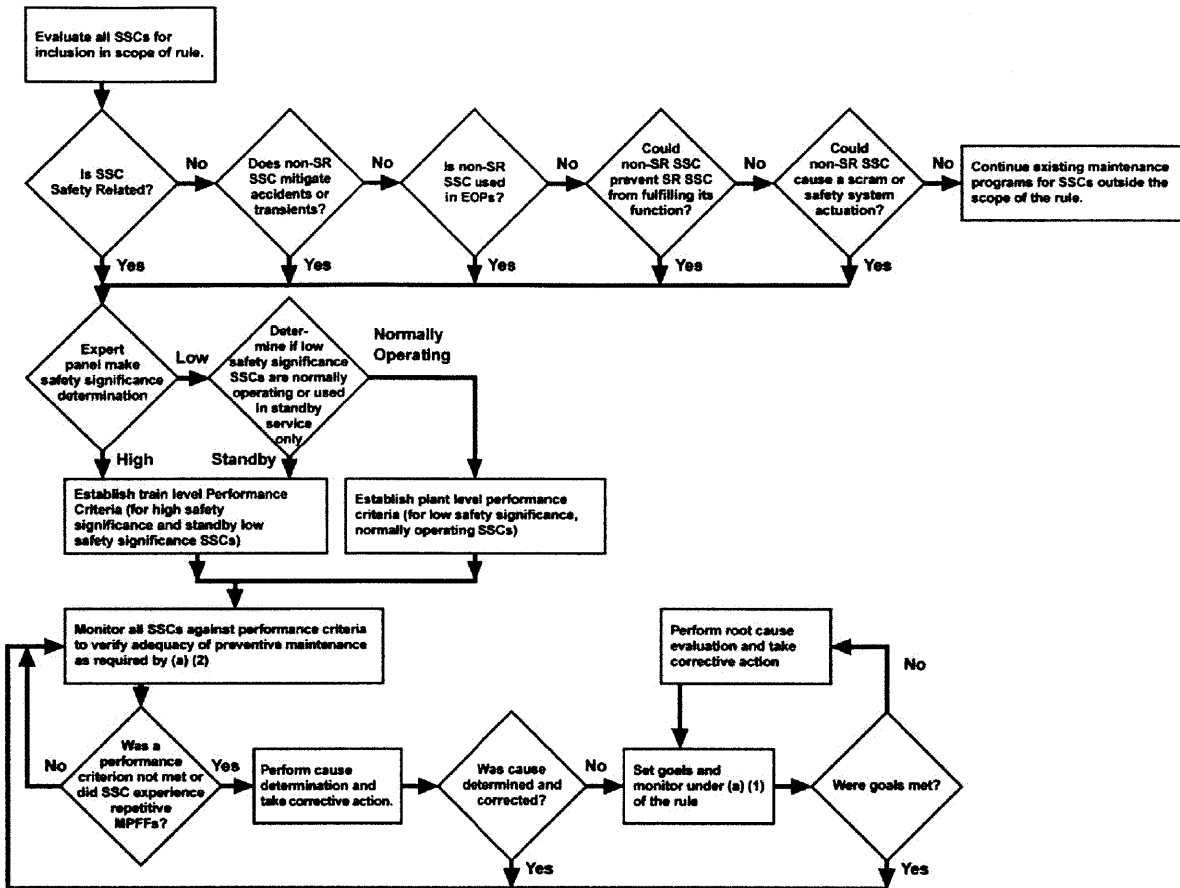 Evaluate all SSCs for
inclusion in scope of rule.
Is SSC
Safety Related?
No
Does non-SR
SSC mitigate
accidents or
transients?
No
Is non-SR
SSC used
in EOPs?
No
Could
non-SR SSC
prevent SR SSC
from fulfilling its
function?
No
Could
non-SR SSC
cause a scram or
safety system
actuation?
No
Continue existing maintenance
programs for SSCs outside the
scope of the rule.
Yes
Yes
Yes
Yes
Yes
Expert
panel make
safety significance
determination
Low
Deter-
mine if low
safety significance
SSCs are normally
operating or used
in standby
service
only
Normally
Operating
High
Standby
Establish train level Performance
Criteria (for high safety
significance and standby low
safety significance SSCs)
Establish plant level performance
criteria (for low safety significance,
normally operating SSCs)
Monitor all SSCs against performance criteria
to verify adequacy of preventive maintenance
as required by (a) (2)
Perform root cause
evaluation and take
corrective action
No
No
Was a
performance
criterion not met or
did SSC experience
repetitive
MPFFs?
Yes
Perform cause
determination and
take corrective action.
Was cause
determined and
corrected?
No
Set goals and
monitor under (a) (1)
of the rule
Were goals met?
Yes
Yes